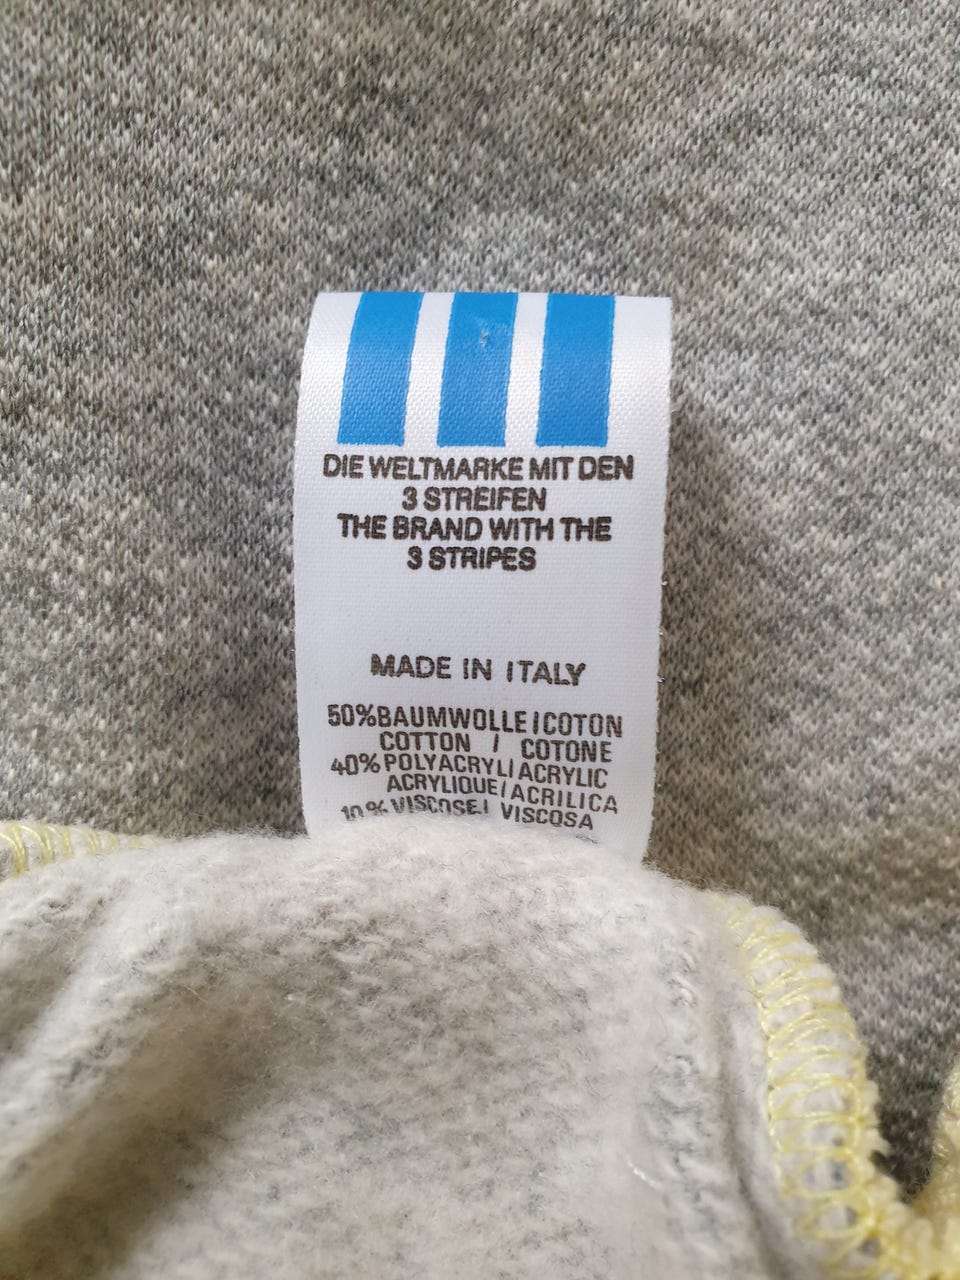 DIE WELTMARKE MIT DEN
3 STREIFEN
THE BRAND WITH THE
3 STRIPES
MADE IN ITALY
50%BAUMWOLLE/COTON
COTTON / COTONE
40% POLYACRYL/ACRYLIC
ACRYLIQUE/ACRILICA
10% VISCOSE/ VISCOSA